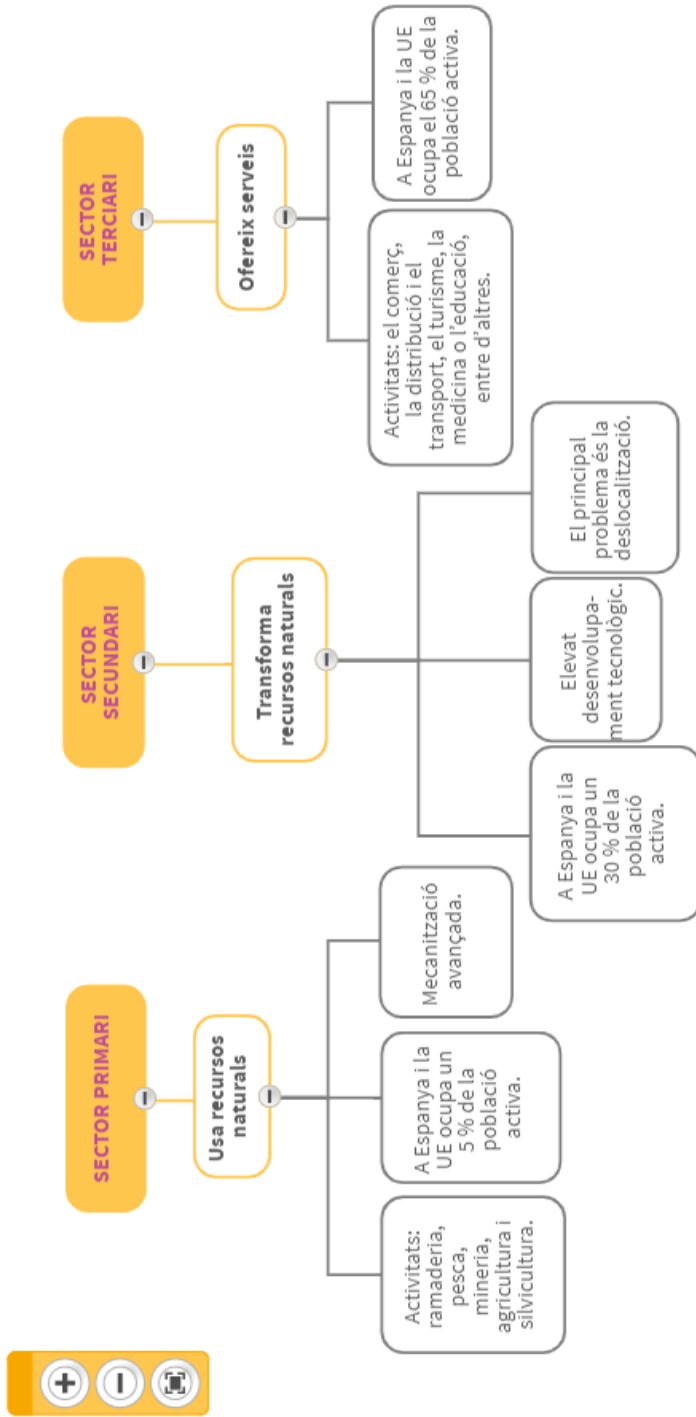 SECTOR PRIMARI
Usa recursos
naturals
Activitats:
ramaderia,
pesca,
mineria,
agricultura i
silvicultura.
A Espanya i la
UE ocupa un
5 % de la
població
activa.
Mecanització
avançada.
SECTOR
SECUNDARI
Transforma
recursos naturals
A Espanya i la
UE ocupa un
30 % de la
població
activa.
Elevat
desenvolupa-
ment tecnològic.
El principal
problema és la
deslocalització.
SECTOR
TERCIARI
Ofereix serveis
Activitats: el comerç,
la distribució i el
transport, el turisme, la
medicina o l'educació,
entre d'altres.
A Espanya i la UE
ocupa el 65 % de la
població activa.